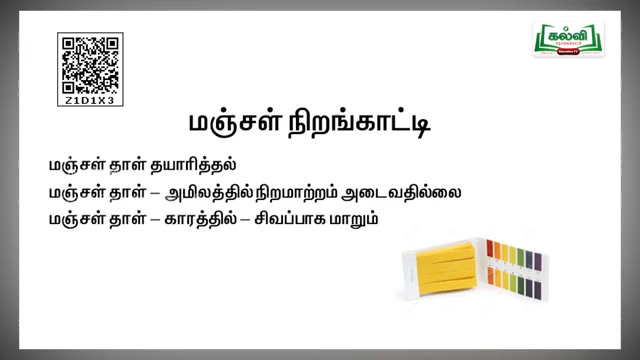 கல்வி
Z1D1X3
மஞ்சள் நிறங்காட்டி
மஞ்சள் தாள் தயாரித்தல்
மஞ்சள் தாள் – அமிலத்தில் நிறமாற்றம் அடைவதில்லை
மஞ்சள் தாள் – காரத்தில் – சிவப்பாக மாறும்